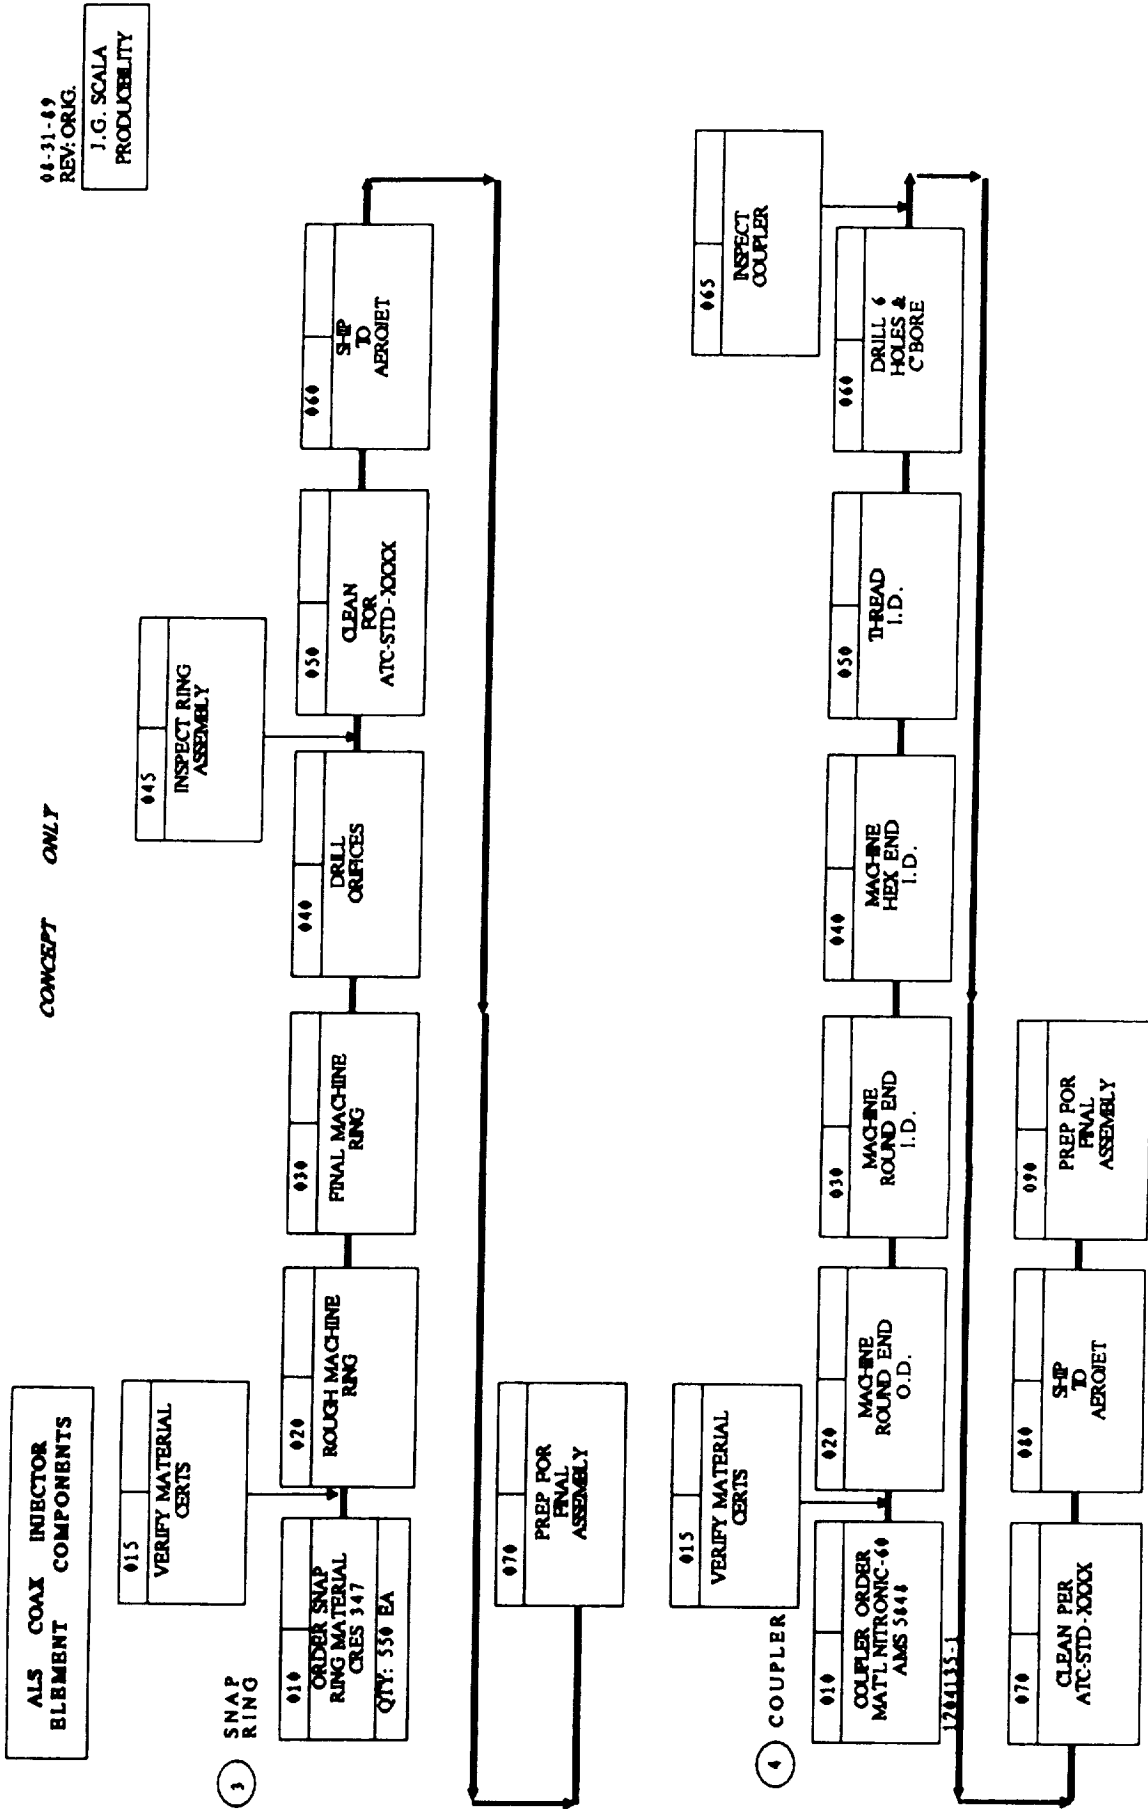 ALS COAX INJECTOR
ELEMENT COMPONENTS
CONCEPT ONLY
08-31-89
REV: ORIG.
J.G. SCALA
PRODUCIBILITY
3
SNAP
RING
015
VERIFY MATERIAL
CERTS
045
INSPECT RING
ASSEMBLY
010
ORDER SNAP
RING MATERIAL
CRES 347
QTY: 550 EA
020
ROUGH MACHINE
RING
030
FINAL MACHINE
RING
040
DRILL
ORIFICES
050
CLEAN
FOR
ATC-STD-XXXX
060
SHIP
TO
AEROJET
070
PREP FOR
FINAL
ASSEMBLY
4
COUPLER
015
VERIFY MATERIAL
CERTS
065
INSPECT
COUPLER
010
COUPLER ORDER
MAT'L NITRONIC-60
AMS 5848
1204135-1
020
MACHINE
ROUND END
O.D.
030
MACHINE
ROUND END
I.D.
040
MACHINE
HEX END
I.D.
050
THREAD
I.D.
060
DRILL 6
HOLES &
C'BORE
070
CLEAN PER
ATC-STD-XXXX
080
SHIP
TO
AEROJET
090
PREP FOR
FINAL
ASSEMBLY